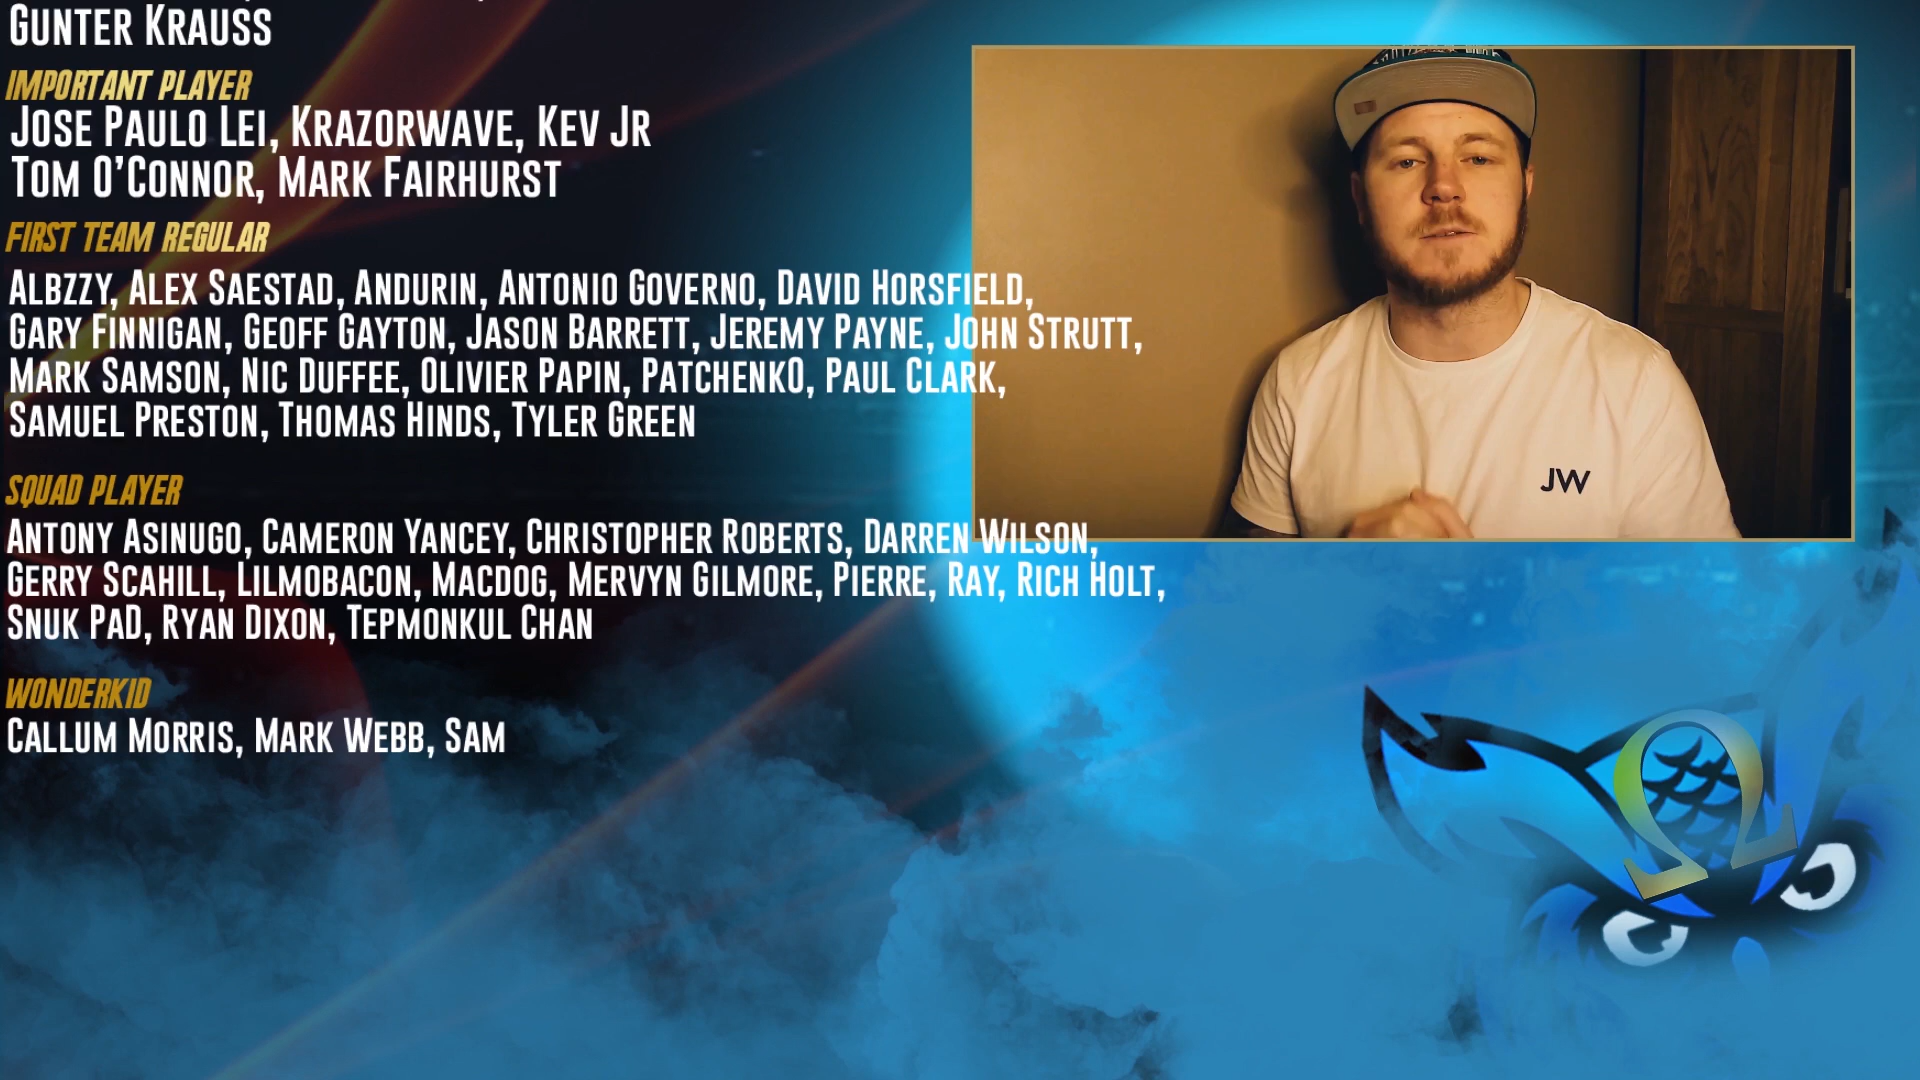 GUNTER KRAUSS
IMPORTANT PLAYER
JOSE PAULO LEI, KRAZORWAVE, KEV JR
TOM O'CONNOR, MARK FAIRHURST
FIRST TEAM REGULAR
ALBZZY, ALEX SAESTAD, ANDURIN, ANTONIO GOVERNO, DAVID HORSFIELD,
GARY FINNIGAN, GEOFF GAYTON, JASON BARRETT, JEREMY PAYNE, JOHN STRUTT,
MARK SAMSON, NIC DUFFEE, OLIVIER PAPIN, PATCHENKO, PAUL CLARK,
SAMUEL PRESTON, THOMAS HINDS, TYLER GREEN
SQUAD PLAYER
ANTONY ASINUGO, CAMERON YANCEY, CHRISTOPHER ROBERTS, DARREN WILSON,
GERRY SCAHILL, LILMOBACON, MACDOG, MERVYN GILMORE, PIERRE, RAY, RICH HOLT,
SNUK PAD, RYAN DIXON, TEPMONKUL CHAN
WONDERKID
CALLUM MORRIS, MARK WEBB, SAM
JW
Ω